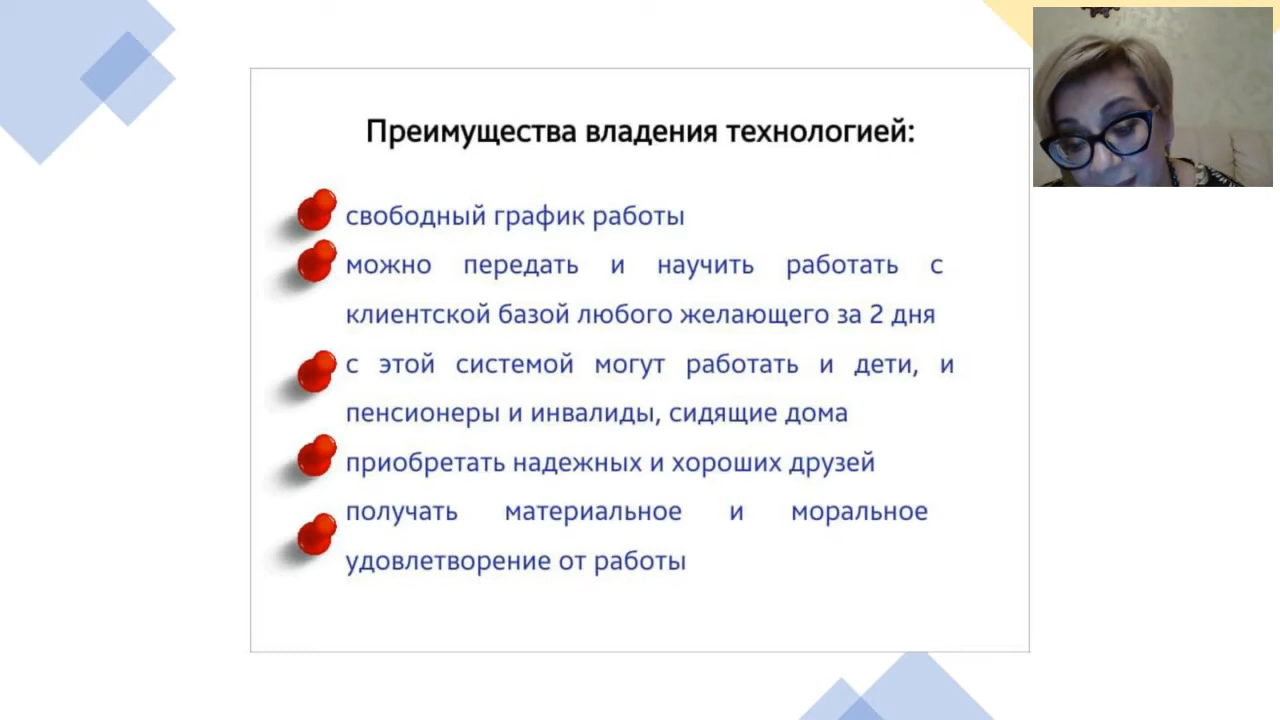 Преимущества владения технологией:
свободный график работы
можно передать и научить работать с
клиентской базой любого желающего за 2 дня
с этой системой могут работать и дети, и
пенсионеры и инвалиды, сидящие дома
приобретать надежных и хороших друзей
получать материальное и моральное
удовлетворение от работы